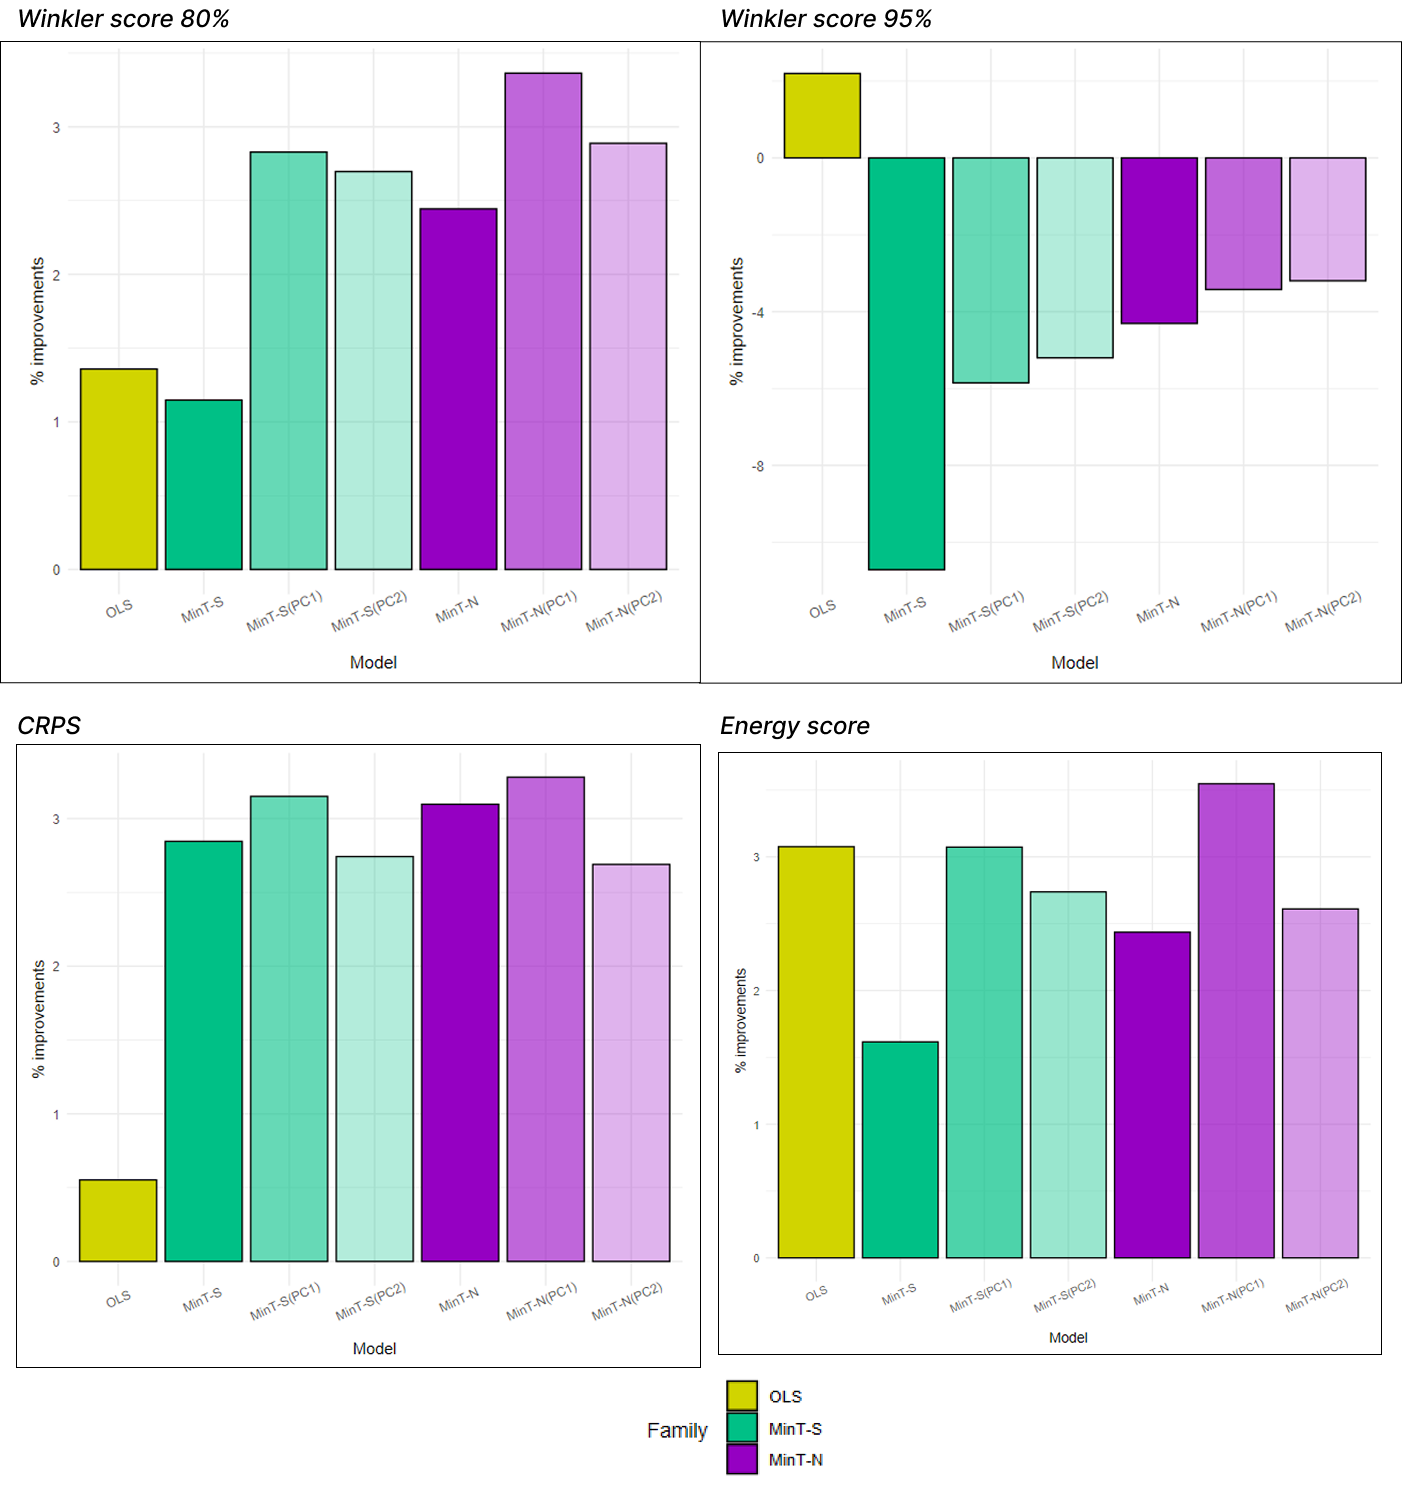 Winkler score 80%
3
2
1
0
% improvements
OLS
MinT-S
MinT-S(PC1)
MinT-S(PC2)
MinT-N
MinT-N(PC1)
MinT-N(PC2)
Model
Winkler score 95%
0
-4
-8
% improvements
OLS
MinT-S
MinT-S(PC1)
MinT-S(PC2)
MinT-N
MinT-N(PC1)
MinT-N(PC2)
Model
CRPS
3
2
1
0
% improvements
OLS
MinT-S
MinT-S(PC1)
MinT-S(PC2)
MinT-N
MinT-N(PC1)
MinT-N(PC2)
Model
Energy score
3
2
1
0
% improvements
OLS
MinT-S
MinT-S(PC1)
MinT-S(PC2)
MinT-N
MinT-N(PC1)
MinT-N(PC2)
Model
Family
OLS
MinT-S
MinT-N